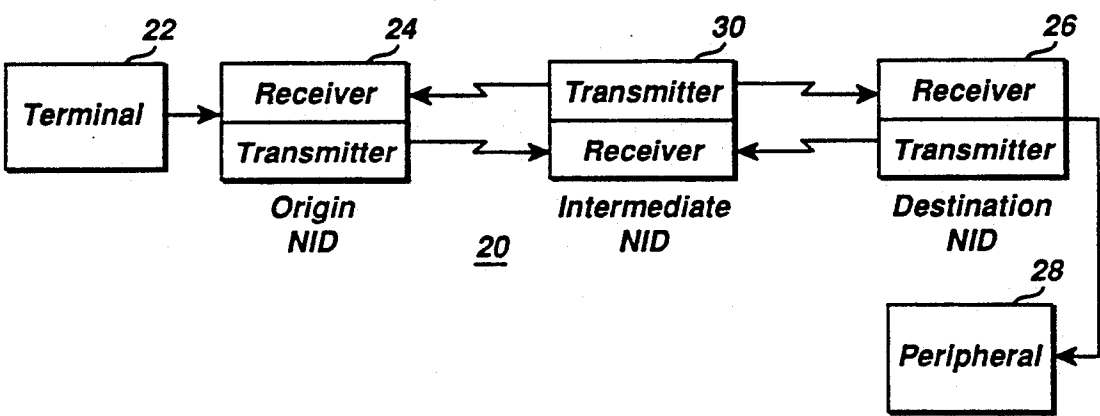 22
24
30
26
Terminal
Receiver
Transmitter
Origin
NID
Transmitter
Receiver
Intermediate
NID
Receiver
Transmitter
Destination
NID
20
28
Peripheral